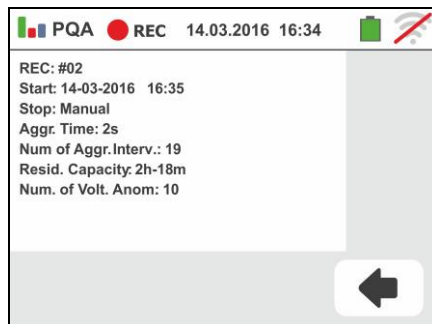 PQA REC 14.03.2016 16:34
REC: #02
Start: 14-03-2016 16:35
Stop: Manual
Aggr. Time: 2s
Num of Aggr.Interv.: 19
Resid. Capacity: 2h-18m
Num. of Volt. Anom: 10